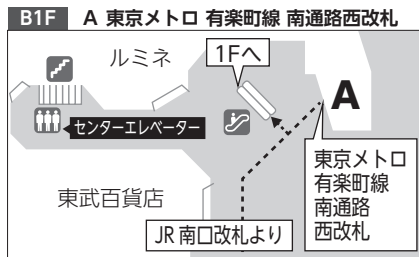 B1F A 東京メトロ 有楽町線 南通路西改札
ルミネ
1Fへ
A
センターエレベーター
東京メトロ
有楽町線
南通路
西改札
東武百貨店
JR 南口改札より